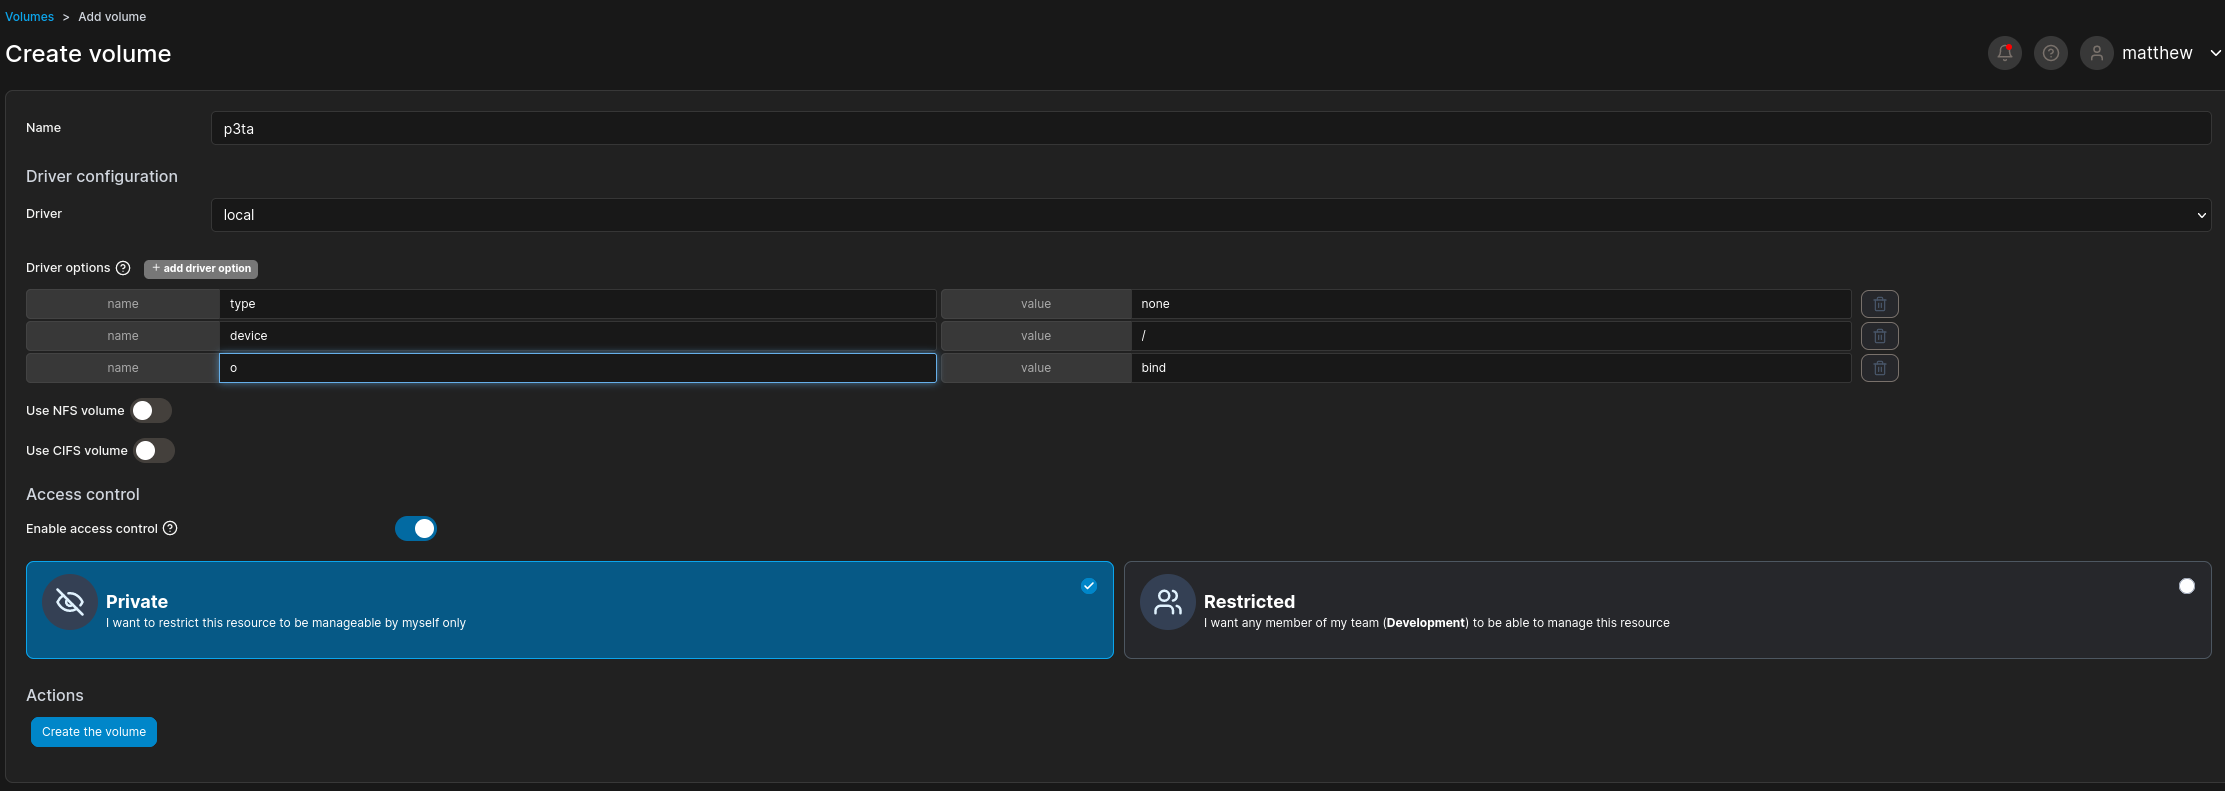 Volumes > Add volume
Create volume
matthew
Name p3ta
Driver configuration
Driver local
Driver options + add driver option
name type value none
name device value /
name o value bind
Use NFS volume
Use CIFS volume
Access control
Enable access control
Private
I want to restrict this resource to be manageable by myself only
Restricted
I want any member of my team (Development) to be able to manage this resource
Actions
Create the volume